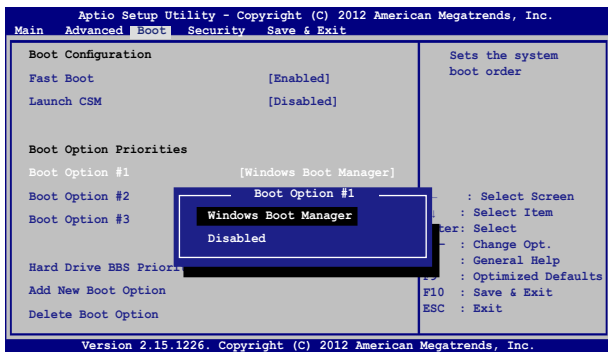 Aptio Setup Utility - Copyright (C) 2012 American Megatrends, Inc.
Main Advanced Boot Security Save & Exit
Boot Configuration
Fast Boot [Enabled]
Launch CSM [Disabled]
Boot Option Priorities
Boot Option #1 [Windows Boot Manager]
Boot Option #2
Boot Option #3
Hard Drive BBS
Add New Boot Option
Delete Boot Option
Boot Option #1
Windows Boot Manager
Disabled
Sets the system
boot order
: Select Screen
: Select Item
: Select
: Change Opt.
: General Help
: Optimized Defaults
F10 : Save & Exit
ESC : Exit
Version 2.15.1226. Copyright (C) 2012 American Megatrends, Inc.